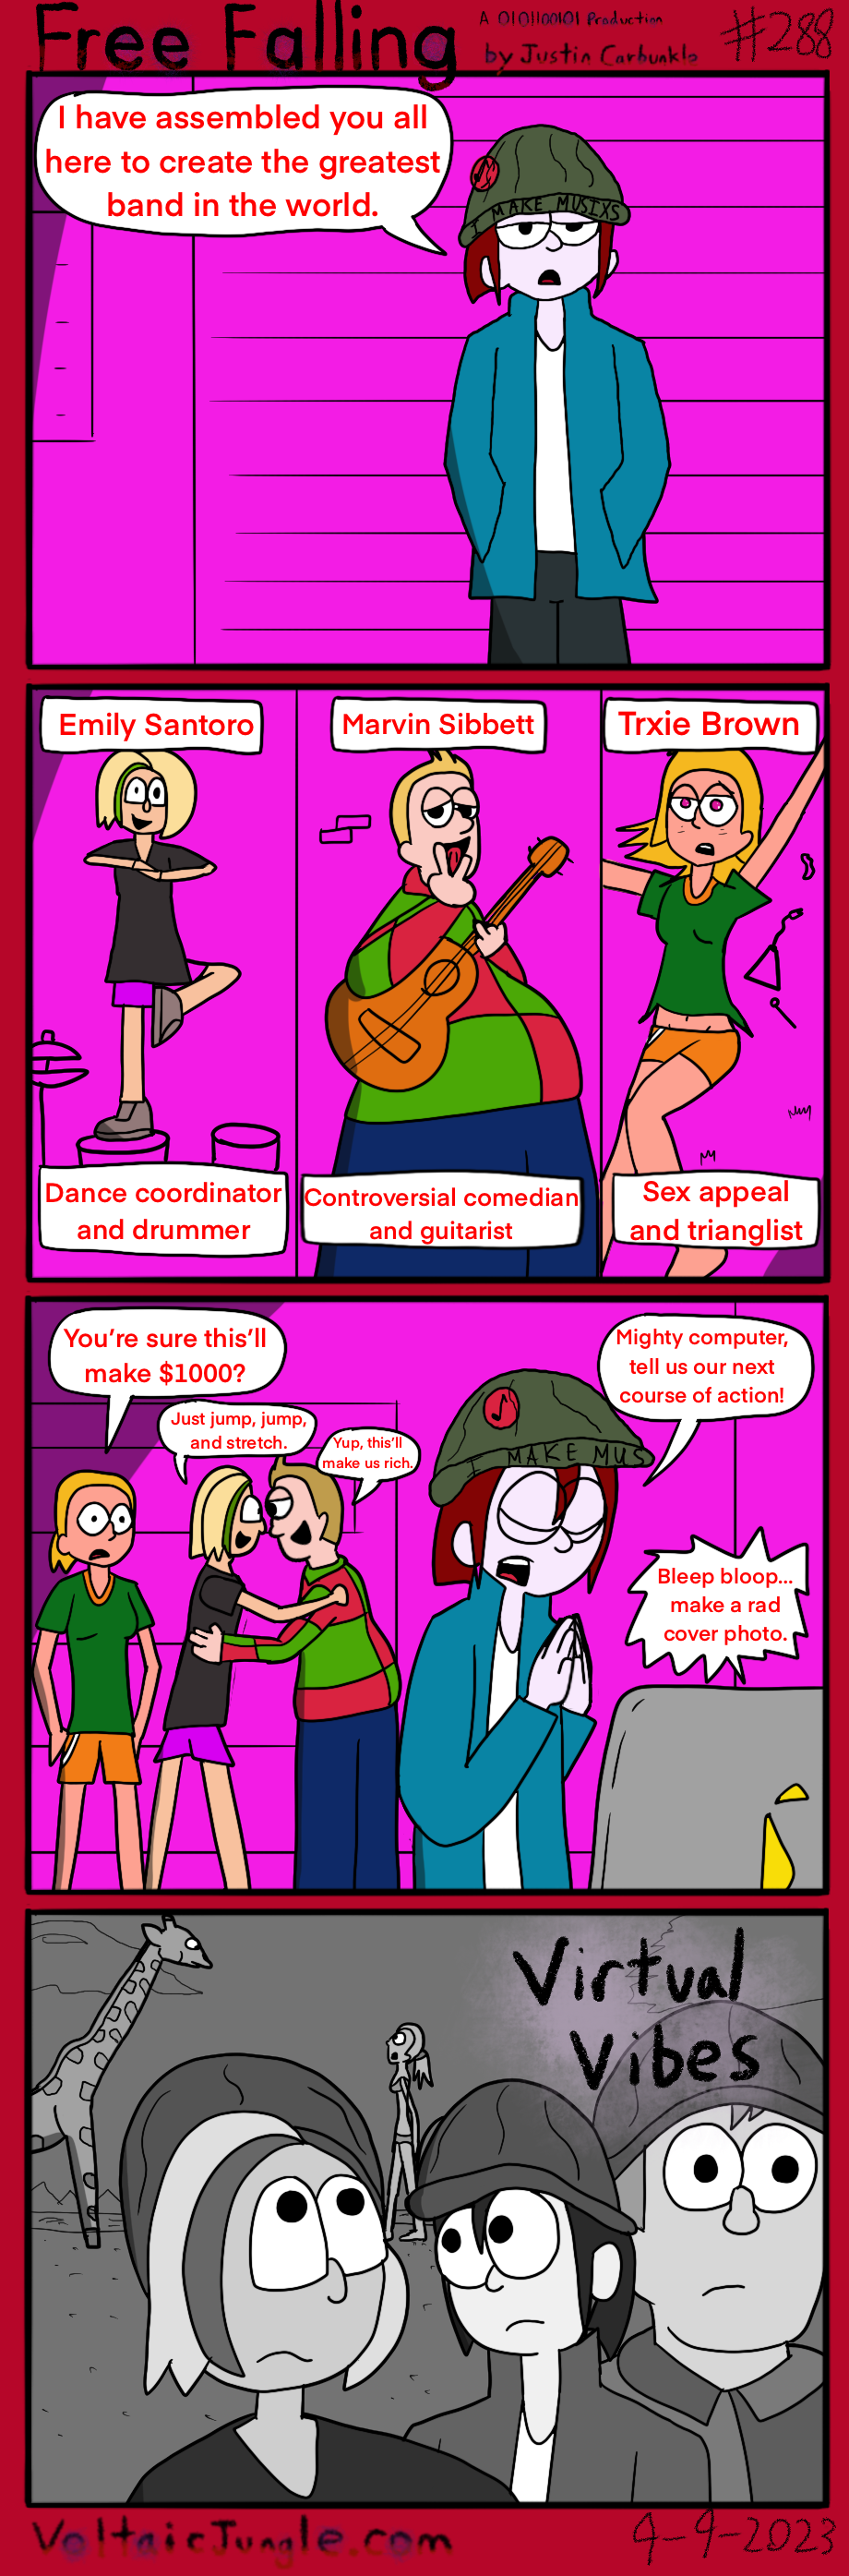 Free Falling
A 0101100101 Production
by Justin Carbunkle
#288
I have assembled you all
here to create the greatest
band in the world.
I MAKE MUSIXS
Emily Santoro
Marvin Sibbett
Trxie Brown
Dance coordinator
and drummer
Controversial comedian
and guitarist
Sex appeal
and trianglist
You're sure this'll
make $1000?
Just jump, jump,
and stretch.
Yup, this'll
make us rich.
Mighty computer,
tell us our next
course of action!
I MAKE MUS
Bleep bloop...
make a rad
cover photo.
Virtual
Vibes
VoltaicJungle.com
9-9-2023